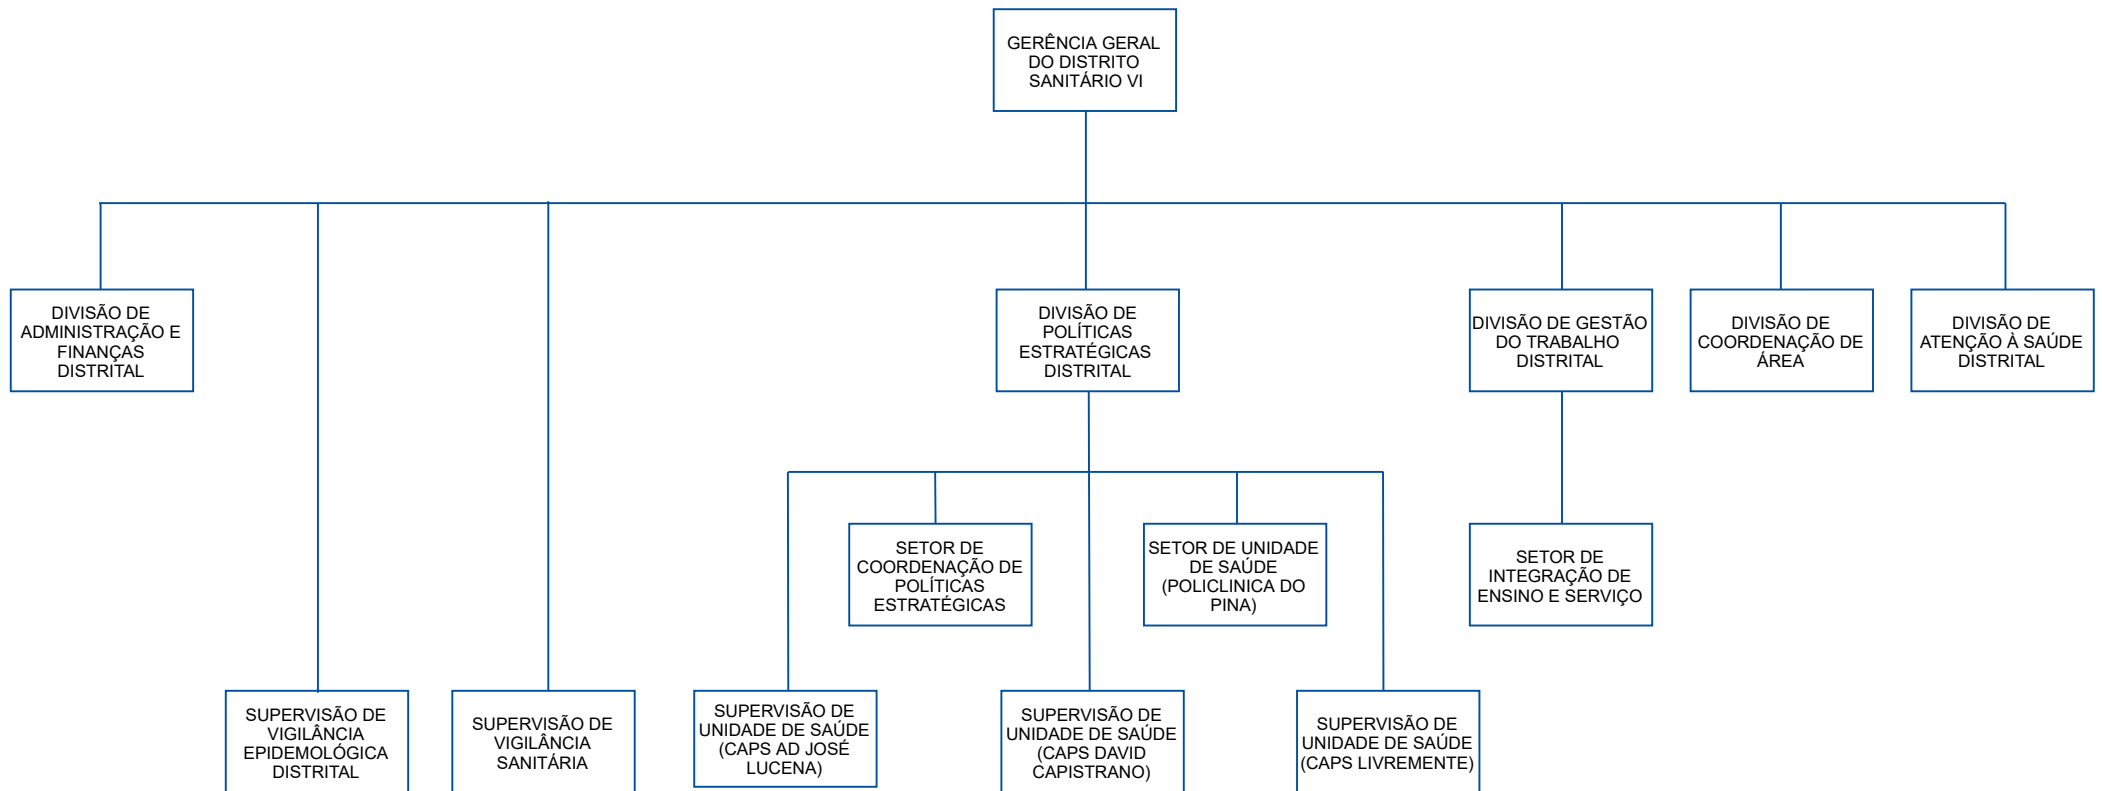 GERÊNCIA GERAL
DO DISTRITO
SANITÁRIO VI
DIVISÃO DE
ADMINISTRAÇÃO E
FINANÇAS
DISTRITAL
DIVISÃO DE
POLÍTICAS
ESTRATÉGICAS
DISTRITAL
DIVISÃO DE GESTÃO
DO TRABALHO
DISTRITAL
DIVISÃO DE
COORDENAÇÃO DE
ÁREA
DIVISÃO DE
ATENÇÃO À SAÚDE
DISTRITAL
SETOR DE
COORDENAÇÃO DE
POLÍTICAS
ESTRATÉGICAS
SETOR DE UNIDADE
DE SAÚDE
(POLICLINICA DO
PINA)
SETOR DE
INTEGRAÇÃO DE
ENSINO E SERVIÇO
SUPERVISÃO DE
VIGILÂNCIA
EPIDEMOLÓGICA
DISTRITAL
SUPERVISÃO DE
VIGILÂNCIA
SANITÁRIA
SUPERVISÃO DE
UNIDADE DE SAÚDE
(CAPS AD JOSÉ
LUCENA)
SUPERVISÃO DE
UNIDADE DE SAÚDE
(CAPS DAVID
CAPISTRANO)
SUPERVISÃO DE
UNIDADE DE SAÚDE
(CAPS LIVREMENTE)